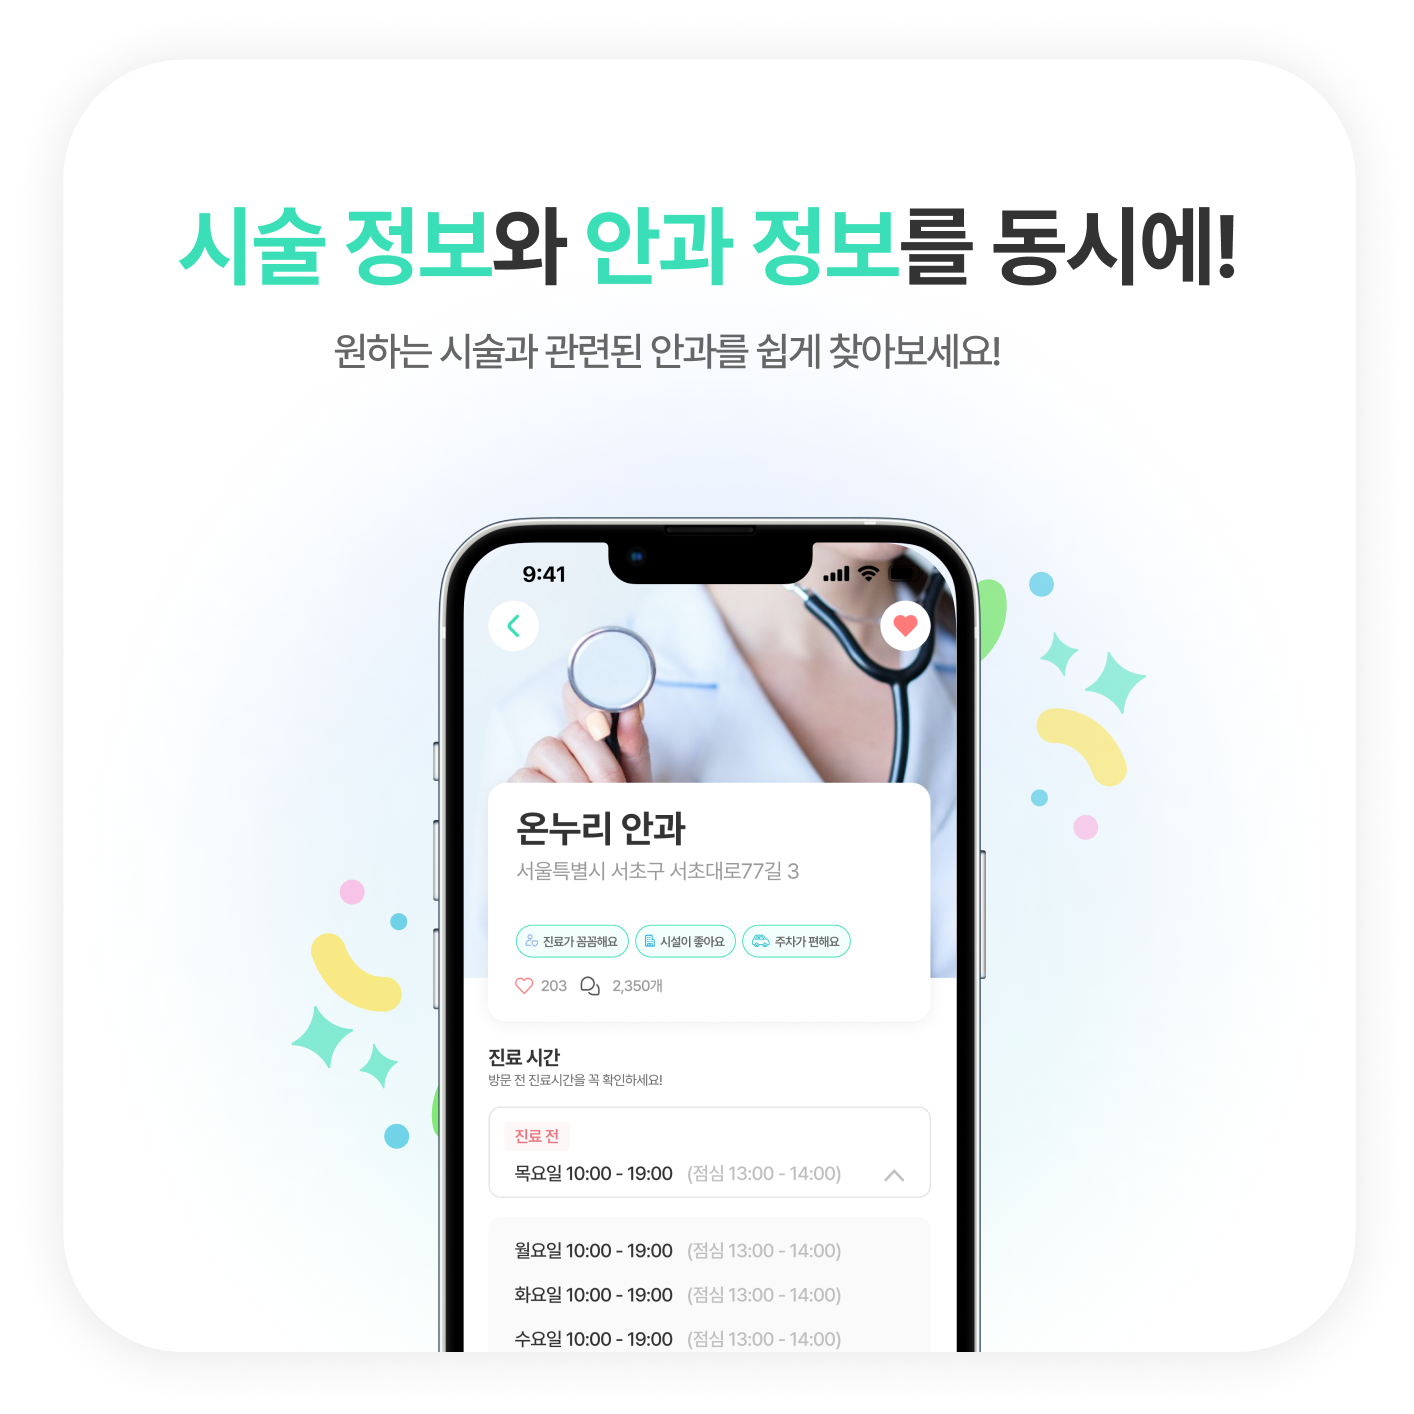 시술 정보와 안과 정보를 동시에!
원하는 시술과 관련된 안과를 쉽게 찾아보세요!
9:41
온누리 안과
서울특별시 서초구 서초대로77길 3
진료가 꼼꼼해요 시설이 좋아요 주차가 편해요
203 2,350개
진료 시간
방문 전 진료시간을 꼭 확인하세요!
진료 전
목요일 10:00 - 19:00 (점심 13:00 - 14:00)
월요일 10:00 - 19:00 (점심 13:00 - 14:00)
화요일 10:00 - 19:00 (점심 13:00 - 14:00)
수요일 10:00 - 19:00 (점심 13:00 - 14:00)